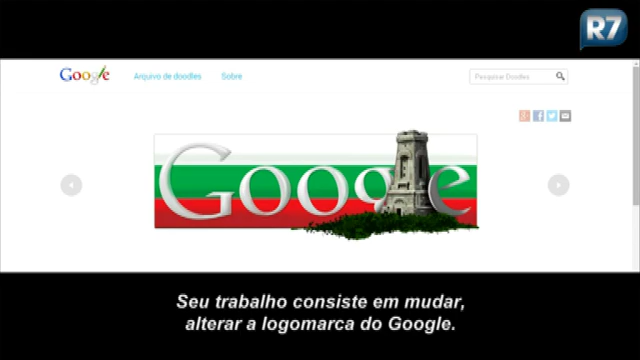 R7
Google
Arquivo de doodles
Sobre
Pesquisar Doodles
Google
Seu trabalho consiste em mudar,
alterar a logomarca do Google.